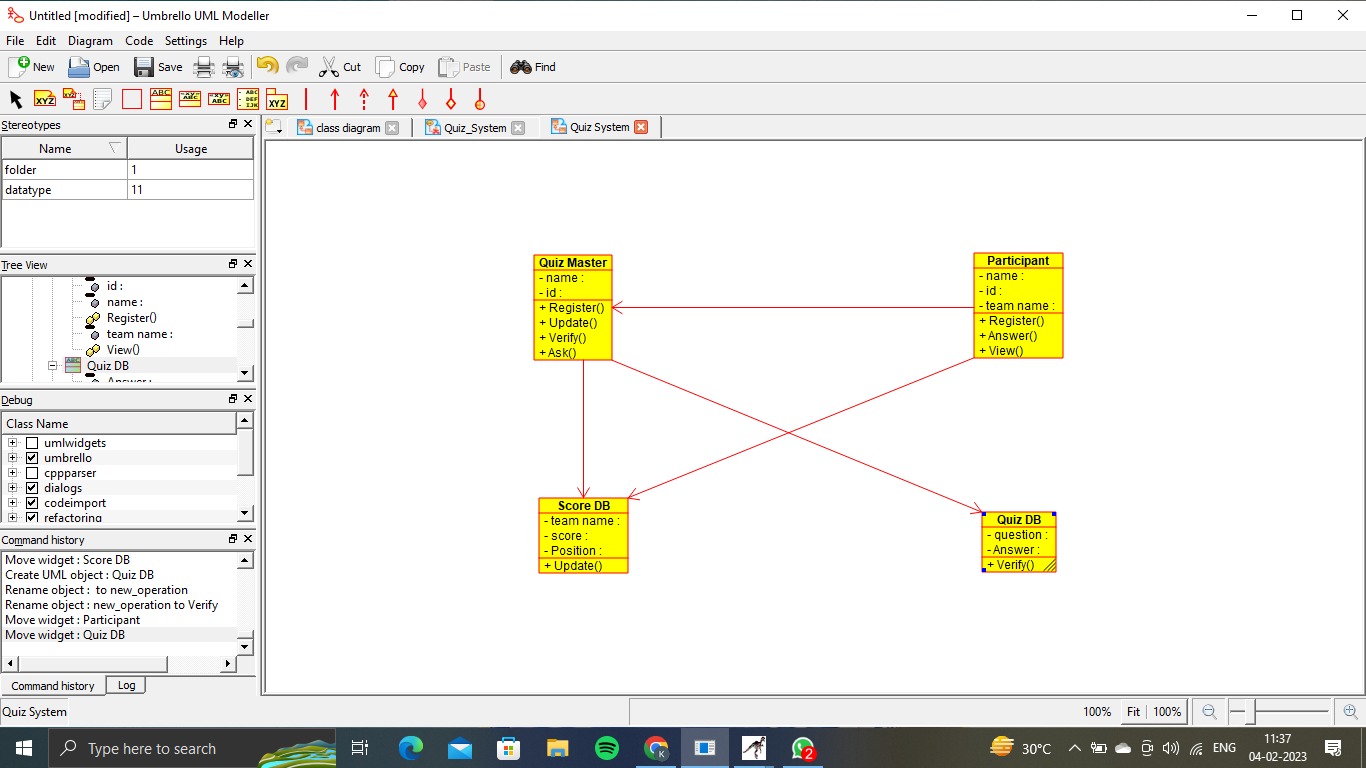 Untitled [modified] – Umbrello UML Modeller
File Edit Diagram Code Settings Help
New Open Save Cut Copy Paste Find
XYZ ABC -xy= ABC -xy= ABC ABC DEF IJK XYZ
Stereotypes
Name Usage
folder 1
datatype 11
Tree View
id :
name :
Register()
team name :
View()
Quiz DB
Answer :
Debug
Class Name
umlwidgets
umbrello
cppparser
dialogs
codeimport
refactoring
Command history
Move widget : Score DB
Create UML object : Quiz DB
Rename object : to new_operation
Rename object : new_operation to Verify
Move widget : Participant
Move widget : Quiz DB
Command history Log
class diagram Quiz_System Quiz System
Quiz Master
- name :
- id :
+ Register()
+ Update()
+ Verify()
+ Ask()
Participant
- name :
- id :
- team name :
+ Register()
+ Answer()
+ View()
Score DB
- team name :
- score :
- Position :
+ Update()
Quiz DB
- question :
- Answer :
+ Verify()
Quiz System
100% Fit 100%
Type here to search
K
2
30°C
ENG
11:37
04-02-2023